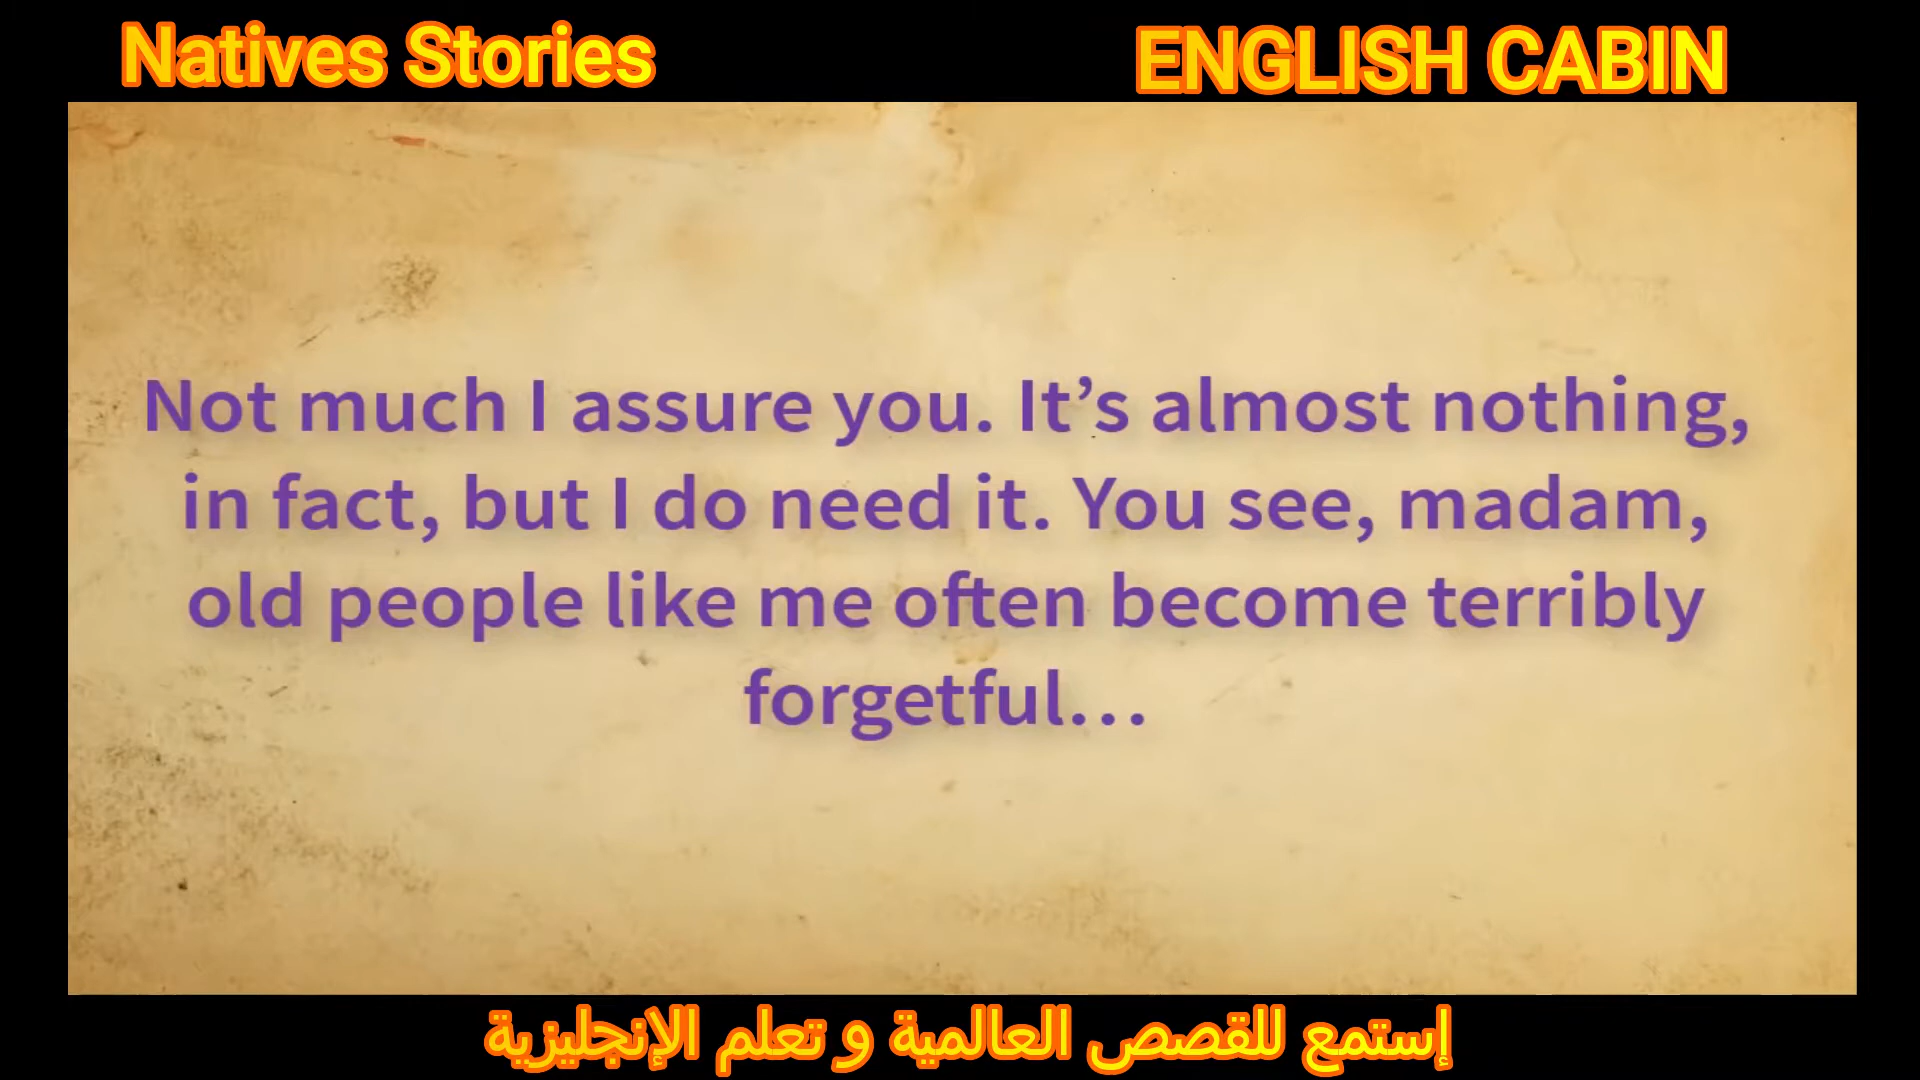 Natives Stories
ENGLISH CABIN
Not much I assure you. It’s almost nothing,
in fact, but I do need it. You see, madam,
old people like me often become terribly
forgetful...
إستمع للقصص العالمية و تعلم الإنجليزية